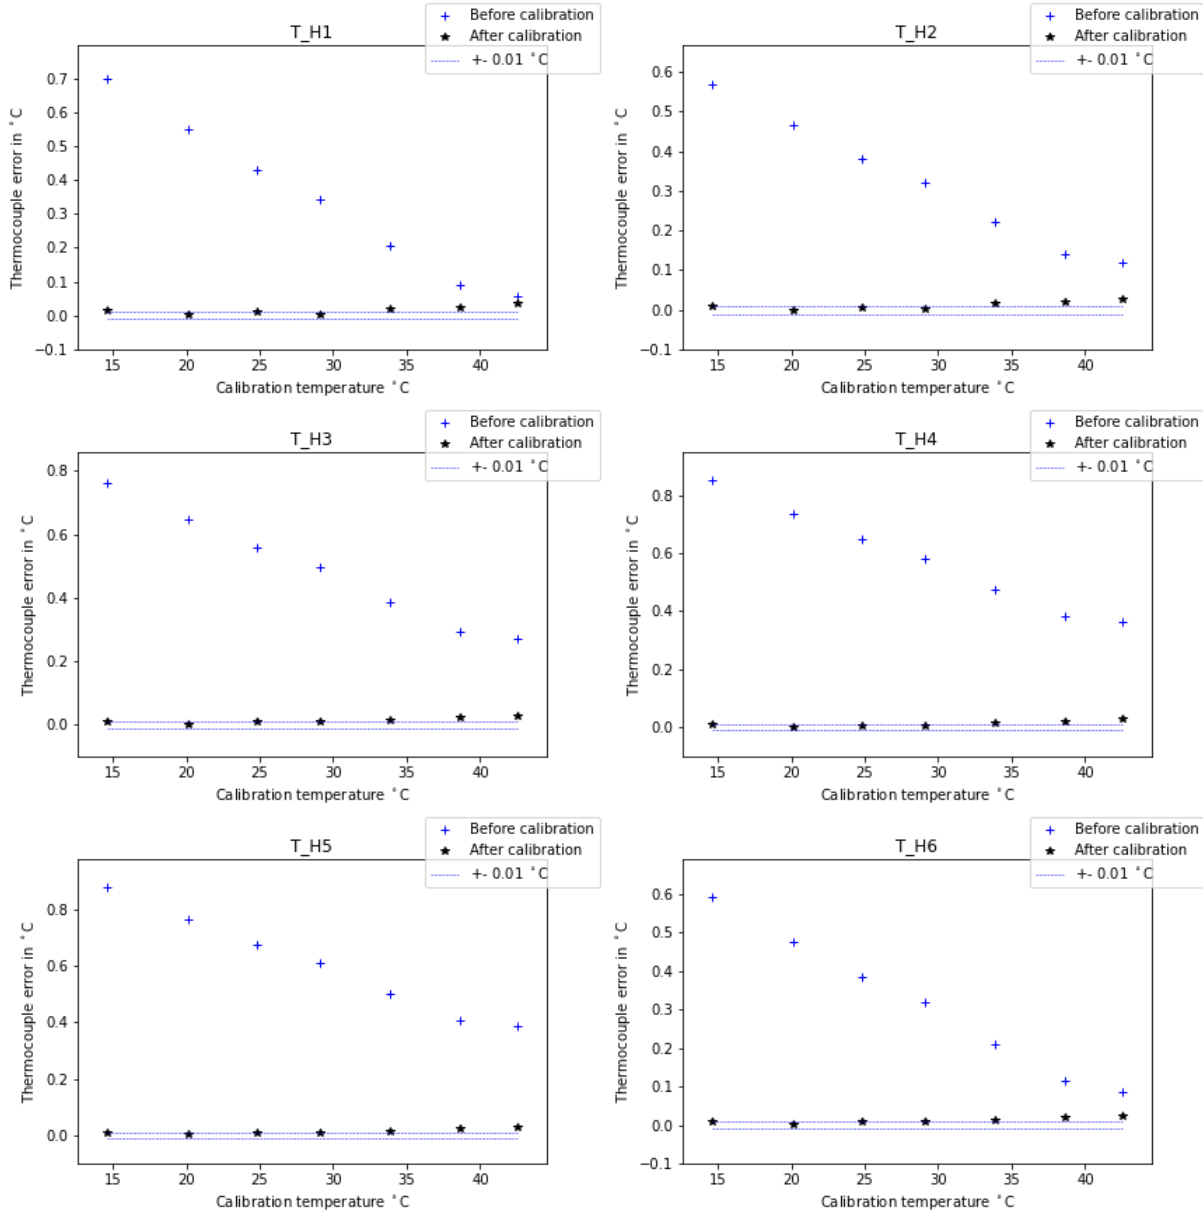 T_H1
Before calibration
After calibration
+- 0.01 °C
Thermocouple error in °C
0.7
0.6
0.5
0.4
0.3
0.2
0.1
0.0
−0.1
15 20 25 30 35 40
Calibration temperature °C
T_H2
Before calibration
After calibration
+- 0.01 °C
Thermocouple error in °C
0.6
0.5
0.4
0.3
0.2
0.1
0.0
−0.1
15 20 25 30 35 40
Calibration temperature °C
T_H3
Before calibration
After calibration
+- 0.01 °C
Thermocouple error in °C
0.8
0.6
0.4
0.2
0.0
15 20 25 30 35 40
Calibration temperature °C
T_H4
Before calibration
After calibration
+- 0.01 °C
Thermocouple error in °C
0.8
0.6
0.4
0.2
0.0
15 20 25 30 35 40
Calibration temperature °C
T_H5
Before calibration
After calibration
+- 0.01 °C
Thermocouple error in °C
0.8
0.6
0.4
0.2
0.0
15 20 25 30 35 40
Calibration temperature °C
T_H6
Before calibration
After calibration
+- 0.01 °C
Thermocouple error in °C
0.6
0.5
0.4
0.3
0.2
0.1
0.0
−0.1
15 20 25 30 35 40
Calibration temperature °C